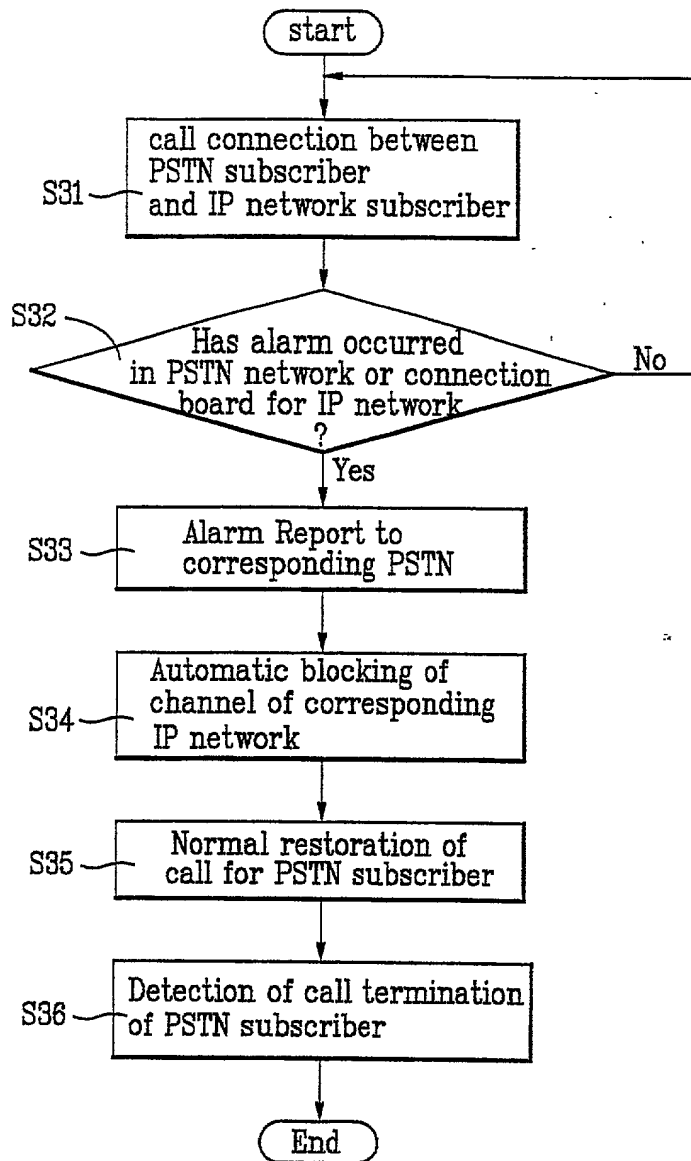 start
call connection between
PSTN subscriber
and IP network subscriber
S31
S32
Has alarm occurred
in PSTN network or connection
board for IP network
?
No
Yes
S33
Alarm Report to
corresponding PSTN
S34
Automatic blocking of
channel of corresponding
IP network
S35
Normal restoration of
call for PSTN subscriber
S36
Detection of call termination
of PSTN subscriber
End